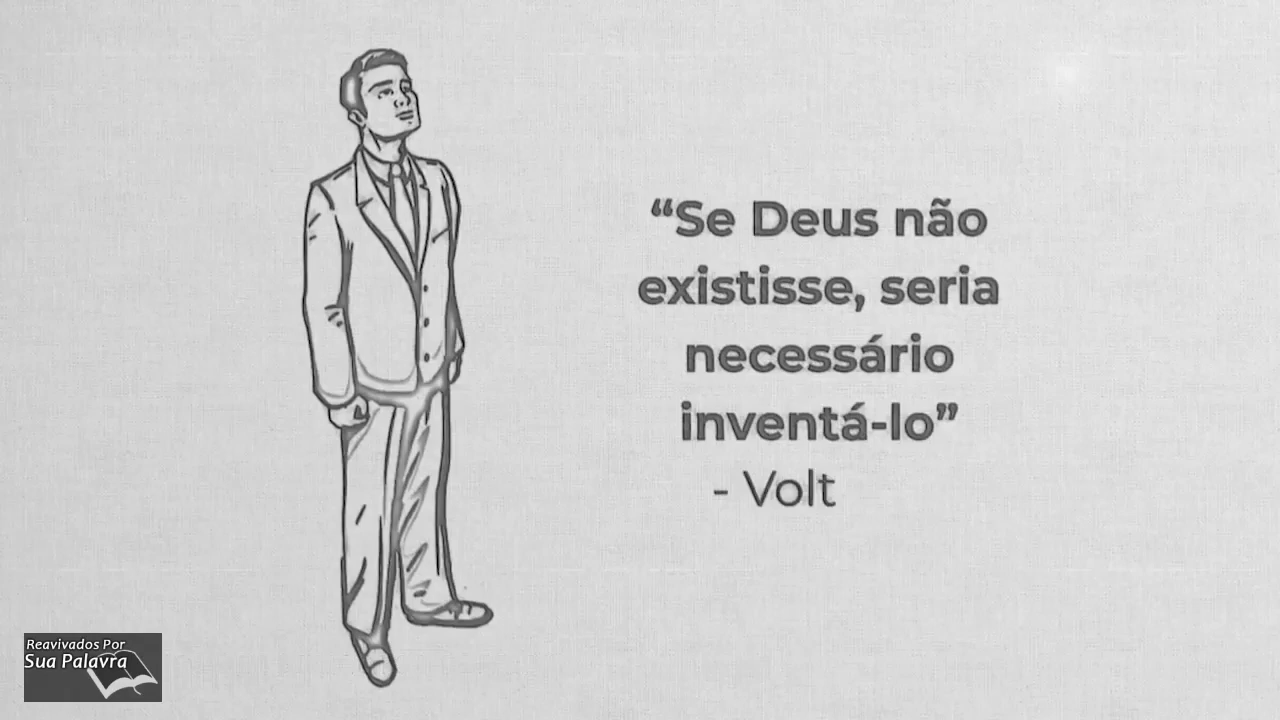 “Se Deus não
existisse, seria
necessário
inventá-lo”
- Volt
Reavivados Por
Sua Palavra